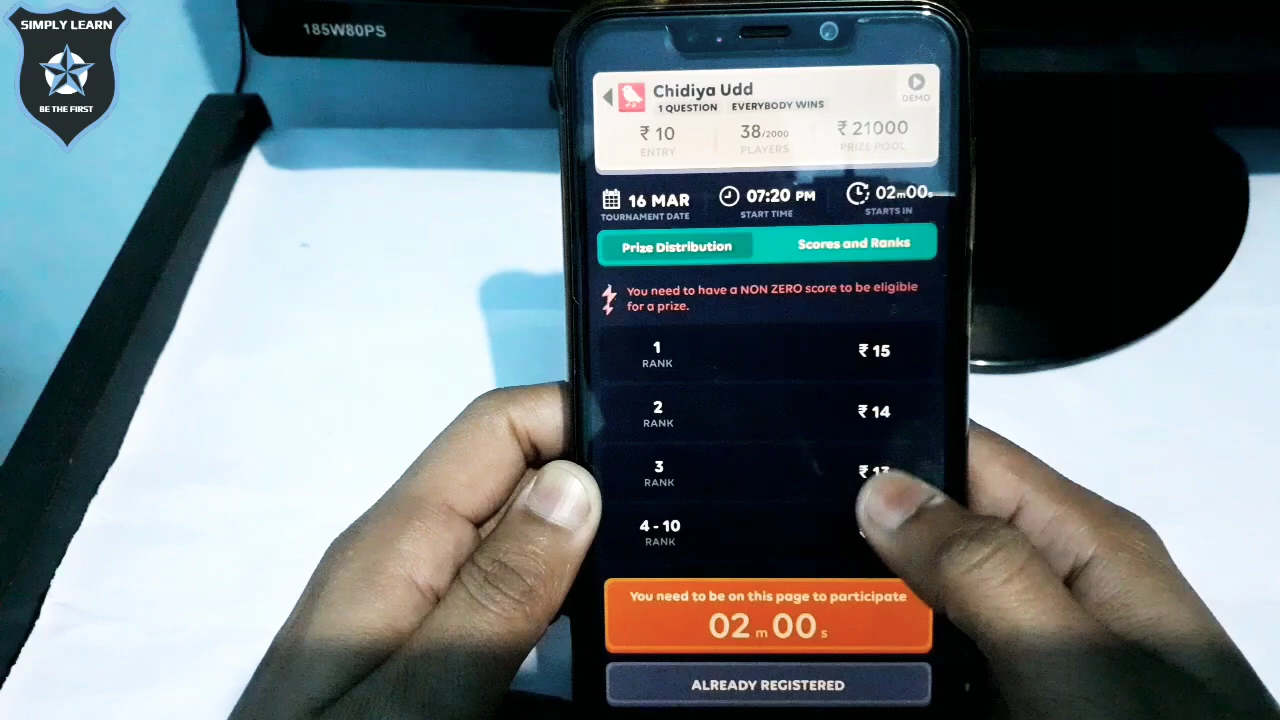 SIMPLY LEARN
BE THE FIRST
185W80PS
Chidiya Udd
1 QUESTION EVERYBODY WINS
DEMO
₹ 10 38/2000 ₹ 21000
ENTRY PLAYERS PRIZE POOL
16 MAR 07:20 PM 02m00s
TOURNAMENT DATE START TIME STARTS IN
Prize Distribution Scores and Ranks
You need to have a NON ZERO score to be eligible
for a prize.
1 ₹ 15
RANK
2 ₹ 14
RANK
3 ₹ 13
RANK
4 - 10
RANK
You need to be on this page to participate
02 m 00 s
ALREADY REGISTERED